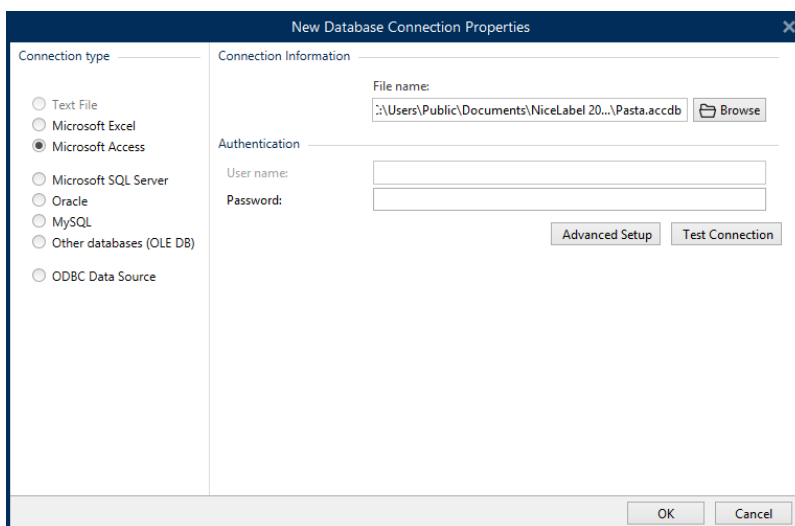 New Database Connection Properties
Connection type
Text File
Microsoft Excel
Microsoft Access
Microsoft SQL Server
Oracle
MySQL
Other databases (OLE DB)
ODBC Data Source
Connection Information
File name:
:\Users\Public\Documents\NiceLabel 20...\Pasta.accdb
Browse
Authentication
User name:
Password:
Advanced Setup
Test Connection
OK
Cancel